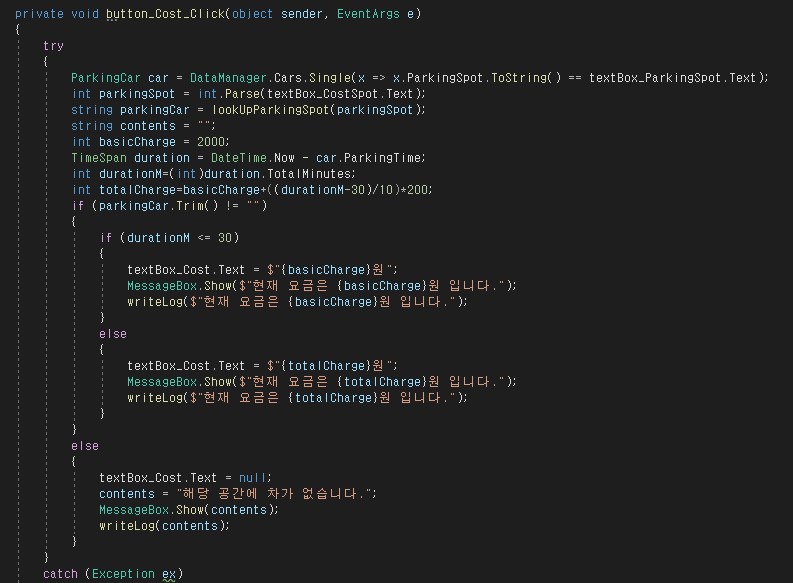 private void button_Cost_Click(object sender, EventArgs e)
{
try
{
ParkingCar car = DataManager.Cars.Single(x => x.ParkingSpot.ToString() == textBox_ParkingSpot.Text);
int parkingSpot = int.Parse(textBox_CostSpot.Text);
string parkingCar = lookUpParkingSpot(parkingSpot);
string contents = "";
int basicCharge = 2000;
TimeSpan duration = DateTime.Now - car.ParkingTime;
int durationM=(int)duration.TotalMinutes;
int totalCharge=basicCharge+((durationM-30)/10)*200;
if (parkingCar.Trim() != "")
{
if (durationM <= 30)
{
textBox_Cost.Text = $"{basicCharge}원";
MessageBox.Show($"현재 요금은 {basicCharge}원 입니다.");
writeLog($"현재 요금은 {basicCharge}원 입니다.");
}
else
{
textBox_Cost.Text = $"{totalCharge}원";
MessageBox.Show($"현재 요금은 {totalCharge}원 입니다.");
writeLog($"현재 요금은 {totalCharge}원 입니다.");
}
}
else
{
textBox_Cost.Text = null;
contents = "해당 공간에 차가 없습니다.";
MessageBox.Show(contents);
writeLog(contents);
}
}
catch (Exception ex)